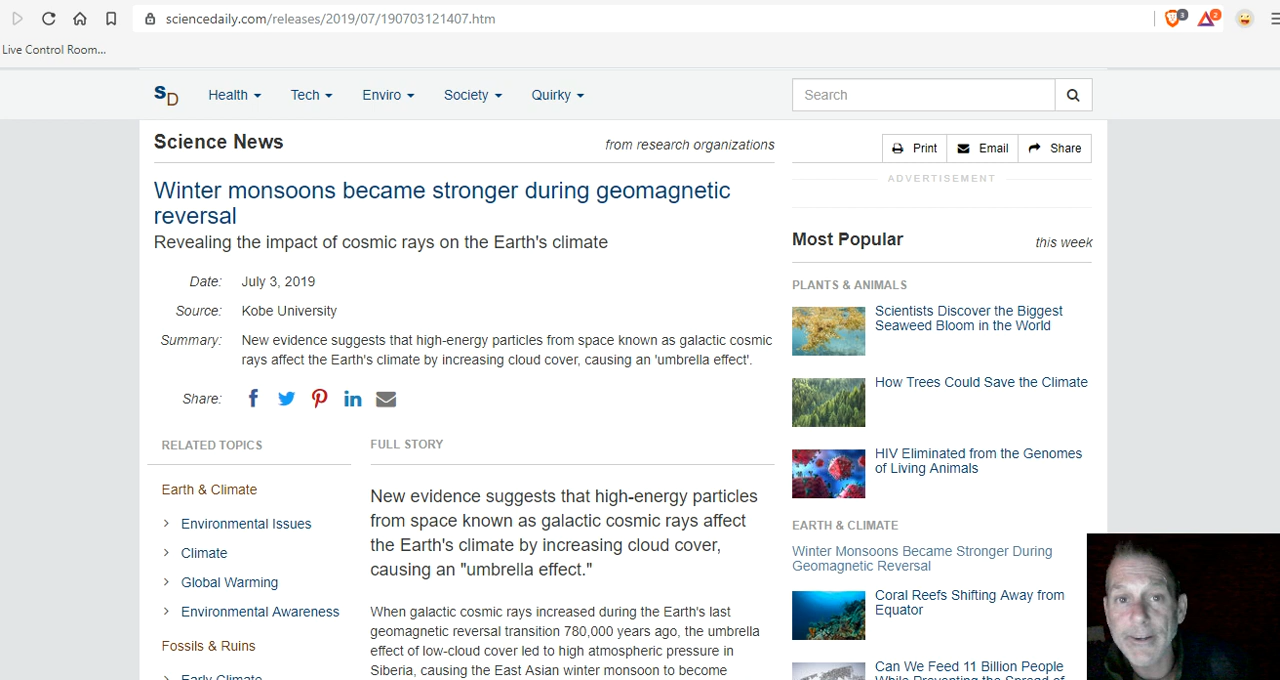 sciencedaily.com/releases/2019/07/190703121407.htm
3
2
Live Control Room...
SD
Health
Tech
Enviro
Society
Quirky
Search
Science News
from research organizations
Winter monsoons became stronger during geomagnetic
reversal
Revealing the impact of cosmic rays on the Earth's climate
Date: July 3, 2019
Source: Kobe University
Summary: New evidence suggests that high-energy particles from space known as galactic cosmic
rays affect the Earth's climate by increasing cloud cover, causing an 'umbrella effect'.
Share:
RELATED TOPICS
Earth & Climate
Environmental Issues
Climate
Global Warming
Environmental Awareness
Fossils & Ruins
Early Climate
FULL STORY
New evidence suggests that high-energy particles
from space known as galactic cosmic rays affect
the Earth's climate by increasing cloud cover,
causing an "umbrella effect."
When galactic cosmic rays increased during the Earth's last
geomagnetic reversal transition 780,000 years ago, the umbrella
effect of low-cloud cover led to high atmospheric pressure in
Siberia, causing the East Asian winter monsoon to become
Print
Email
Share
ADVERTISEMENT
Most Popular
this week
PLANTS & ANIMALS
Scientists Discover the Biggest
Seaweed Bloom in the World
How Trees Could Save the Climate
HIV Eliminated from the Genomes
of Living Animals
EARTH & CLIMATE
Winter Monsoons Became Stronger During
Geomagnetic Reversal
Coral Reefs Shifting Away from
Equator
Can We Feed 11 Billion People
While Preventing the Spread of